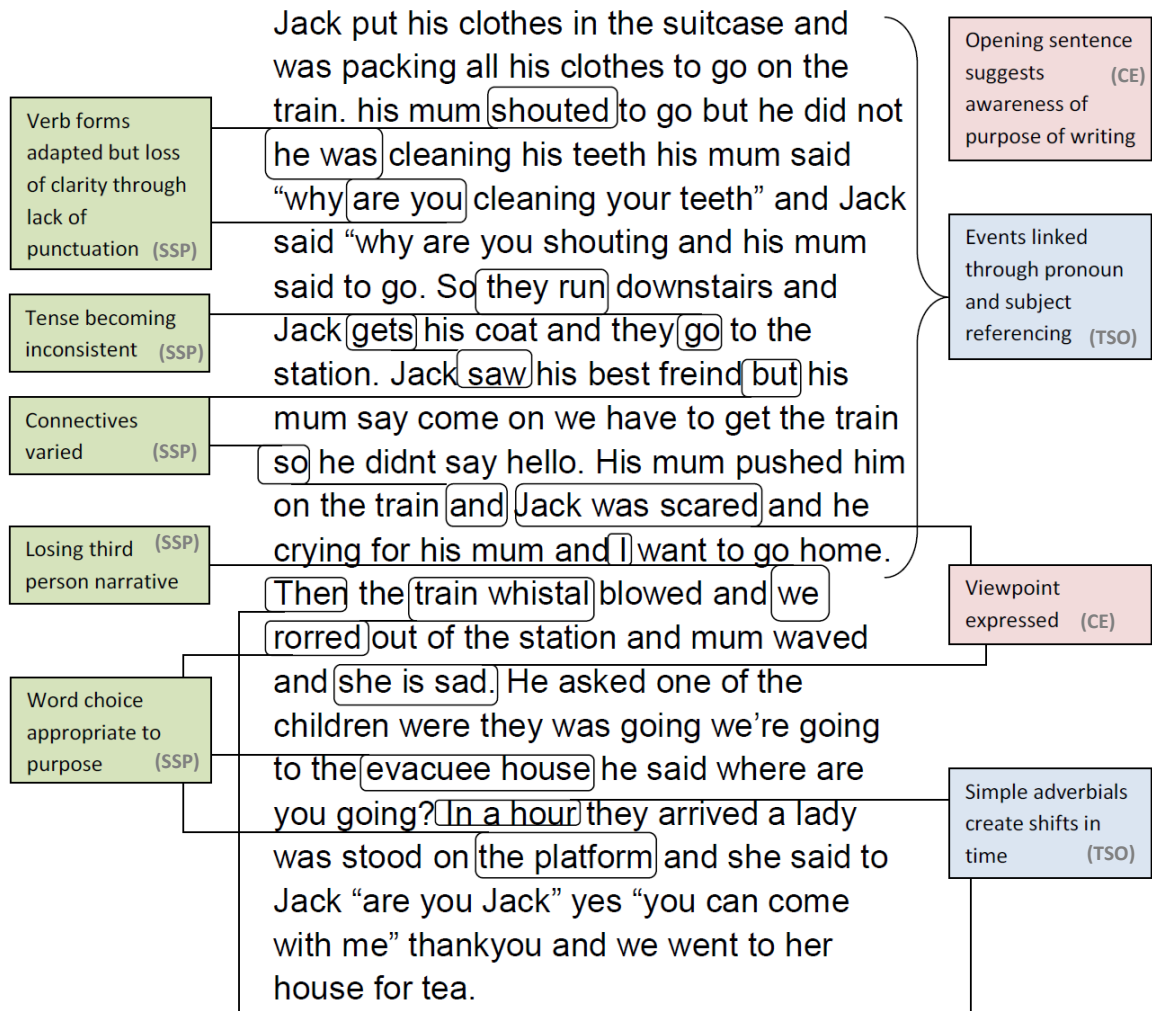 Jack put his clothes in the suitcase and
was packing all his clothes to go on the
train. his mum shouted to go but he did not
he was cleaning his teeth his mum said
“why are you cleaning your teeth” and Jack
said “why are you shouting and his mum
said to go. So they run downstairs and
Jack gets his coat and they go to the
station. Jack saw his best freind but his
mum say come on we have to get the train
so he didnt say hello. His mum pushed him
on the train and Jack was scared and he
crying for his mum and I want to go home.
Then the train whistal blowed and we
rorred out of the station and mum waved
and she is sad. He asked one of the
children were they was going we’re going
to the evacuee house he said where are
you going? In a hour they arrived a lady
was stood on the platform and she said to
Jack “are you Jack” yes “you can come
with me” thankyou and we went to her
house for tea.
Verb forms
adapted but loss
of clarity through
lack of
punctuation (SSP)
Tense becoming
inconsistent (SSP)
Connectives
varied (SSP)
Losing third (SSP)
person narrative
Word choice
appropriate to
purpose (SSP)
Opening sentence
suggests (CE)
awareness of
purpose of writing
Events linked
through pronoun
and subject
referencing (TSO)
Viewpoint
expressed (CE)
Simple adverbials
create shifts in
time (TSO)